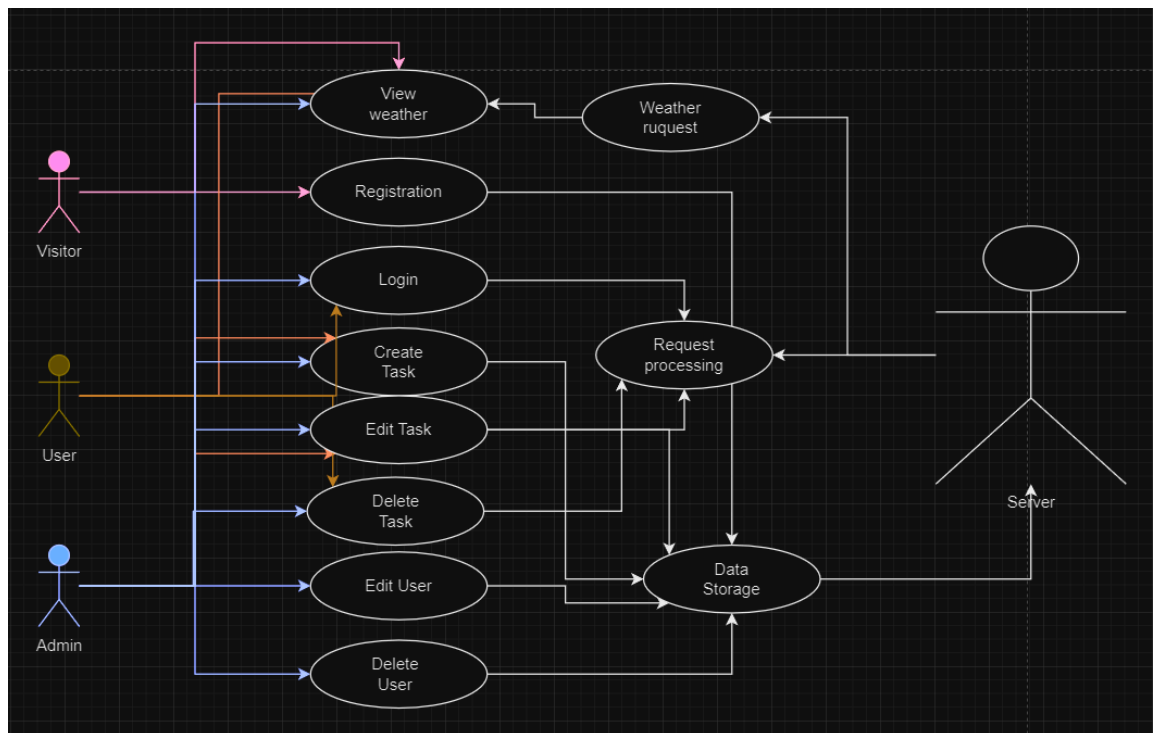 View
weather
Weather
ruquest
Registration
Visitor
Login
Create
Task
Request
processing
User
Edit Task
Delete
Task
Server
Admin
Edit User
Data
Storage
Delete
User